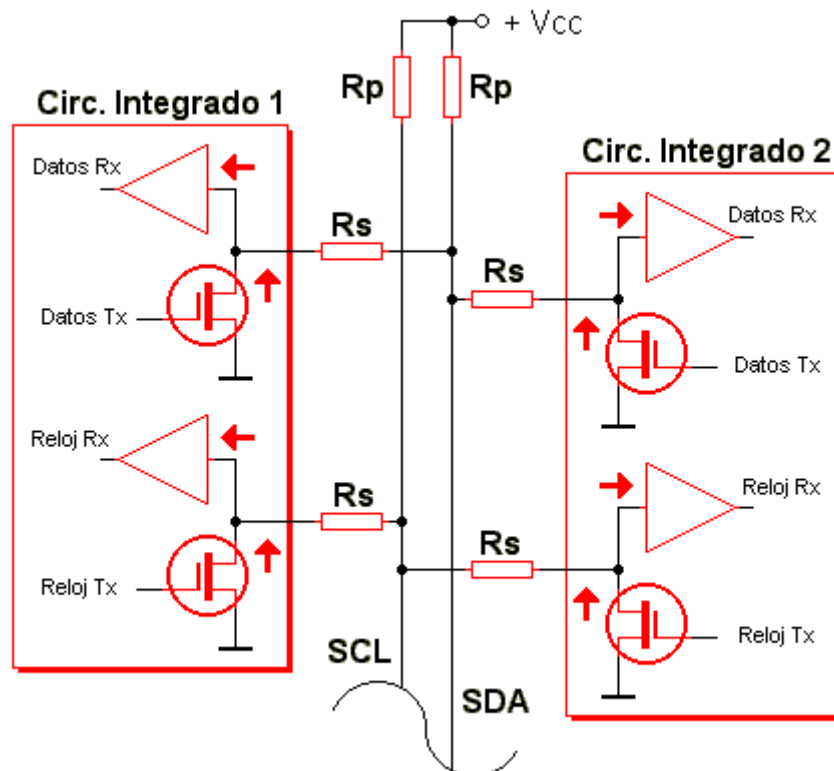 + Vcc
Rp Rp
Circ. Integrado 1
Datos Rx
Rs
Datos Tx
Reloj Rx
Rs
Reloj Tx
Circ. Integrado 2
Datos Rx
Rs
Datos Tx
Reloj Rx
Rs
Reloj Tx
SCL
SDA